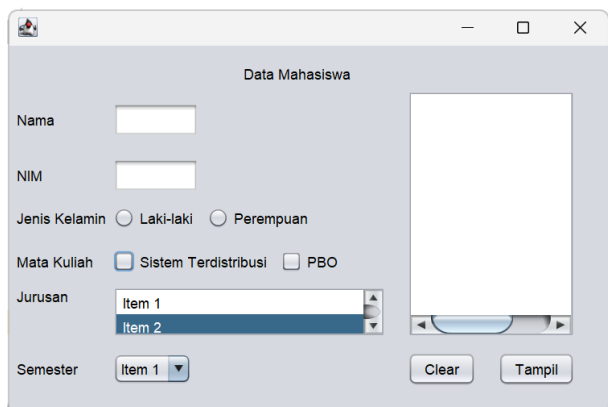 Data Mahasiswa
Nama
NIM
Jenis Kelamin Laki-laki Perempuan
Mata Kuliah Sistem Terdistribusi PBO
Jurusan Item 1
Item 2
Semester Item 1 Clear Tampil